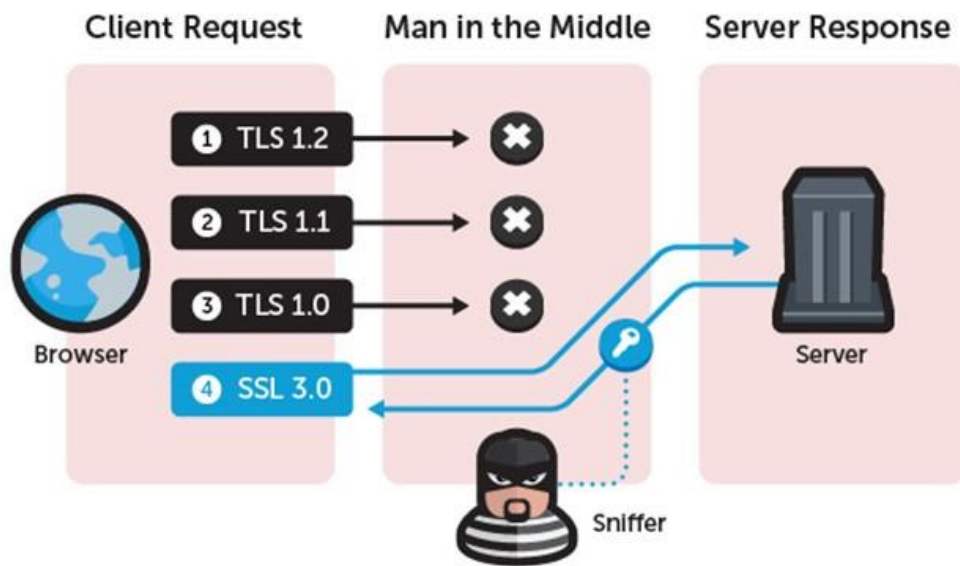 Client Request
Man in the Middle
Server Response
1 TLS 1.2
2 TLS 1.1
3 TLS 1.0
4 SSL 3.0
Browser
Server
Sniffer